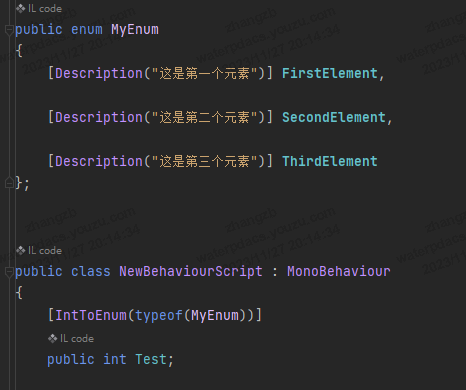 IL code
public enum MyEnum
{
[Description("这是第一个元素")] FirstElement,
[Description("这是第二个元素")] SecondElement,
[Description("这是第三个元素")] ThirdElement
};
IL code
public class NewBehaviourScript : MonoBehaviour
{
[IntToEnum(typeof(MyEnum))]
IL code
public int Test;